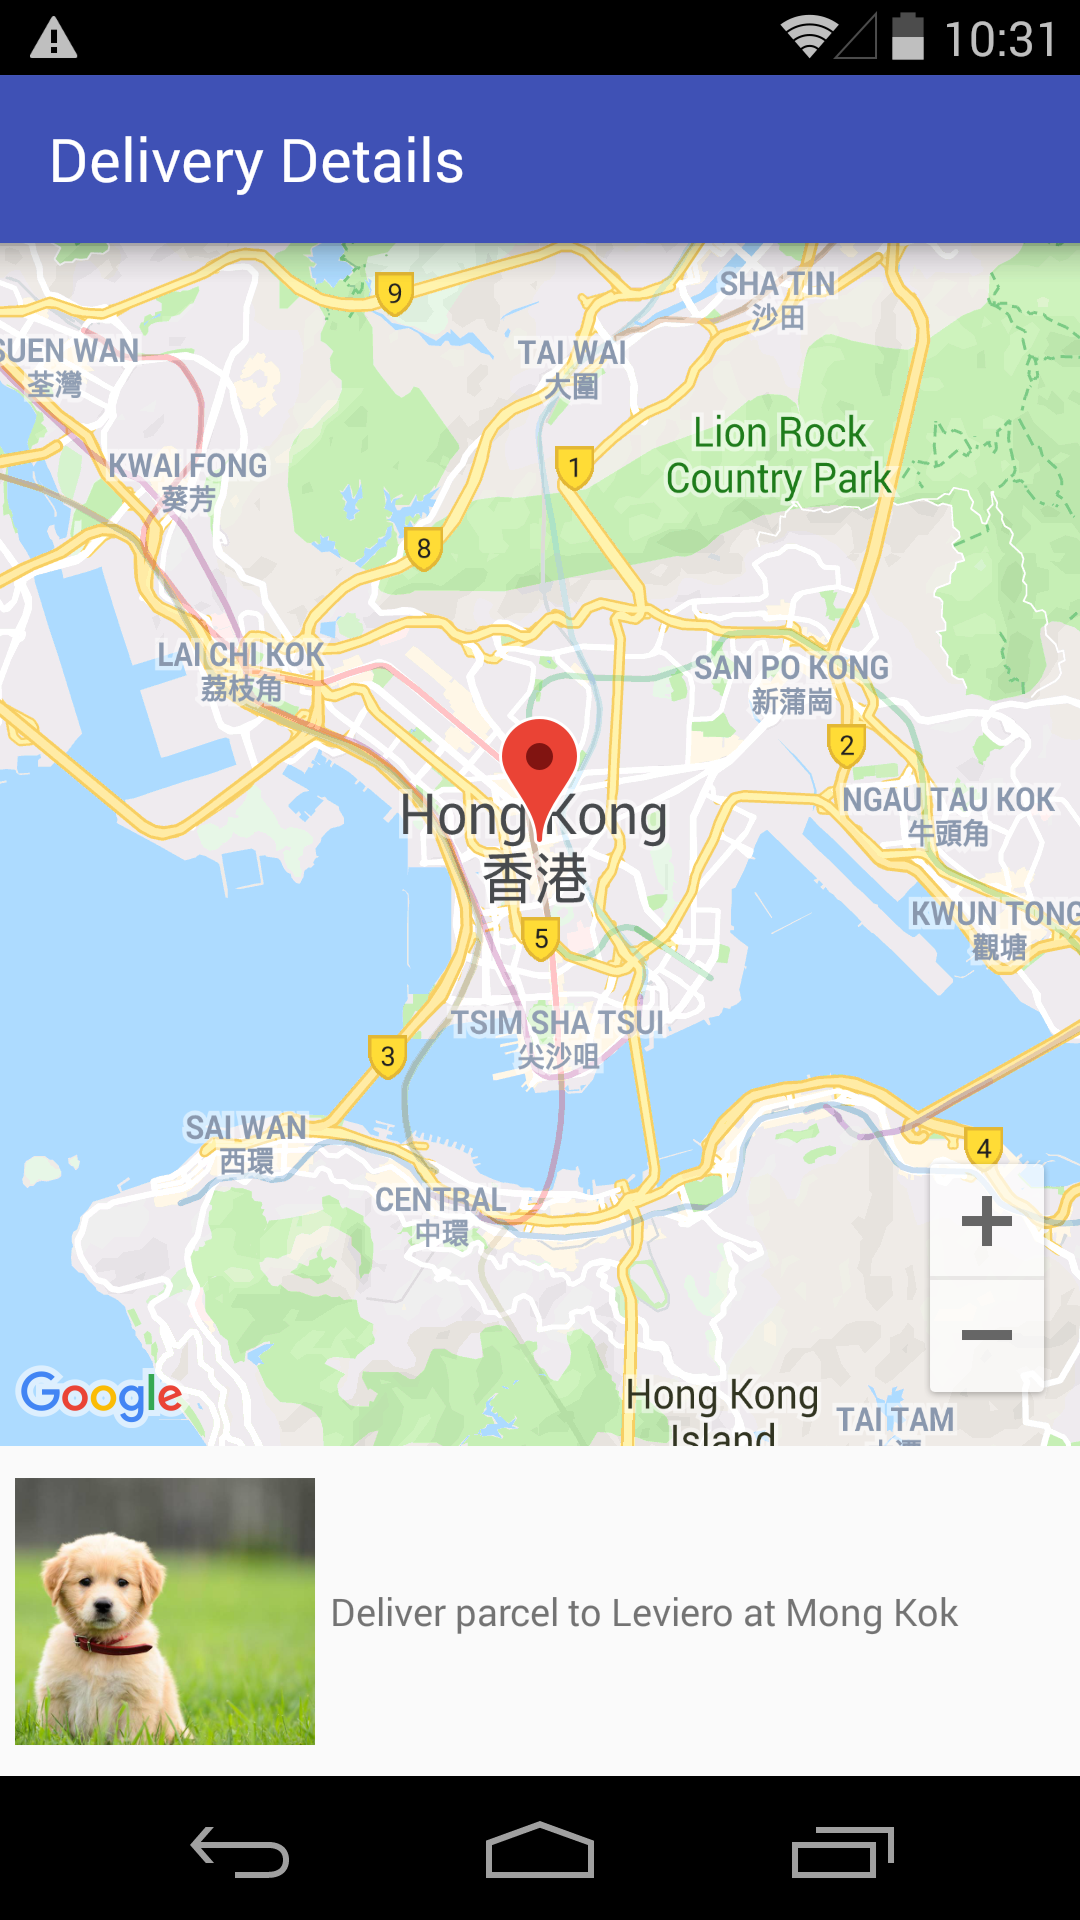 10:31
Delivery Details
SHA TIN
沙田
9
SUEN WAN
荃灣
TAI WAI
大圍
Lion Rock
Country Park
KWAI FONG
葵芳
1
8
LAI CHI KOK
荔枝角
SAN PO KONG
新蒲崗
2
Hong Kong
香港
NGAU TAU KOK
牛頭角
KWUN TONG
觀塘
5
TSIM SHA TSUI
尖沙咀
3
SAI WAN
西環
4
CENTRAL
中環
Google
Hong Kong
Island
TAI TAM
Deliver parcel to Leviero at Mong Kok